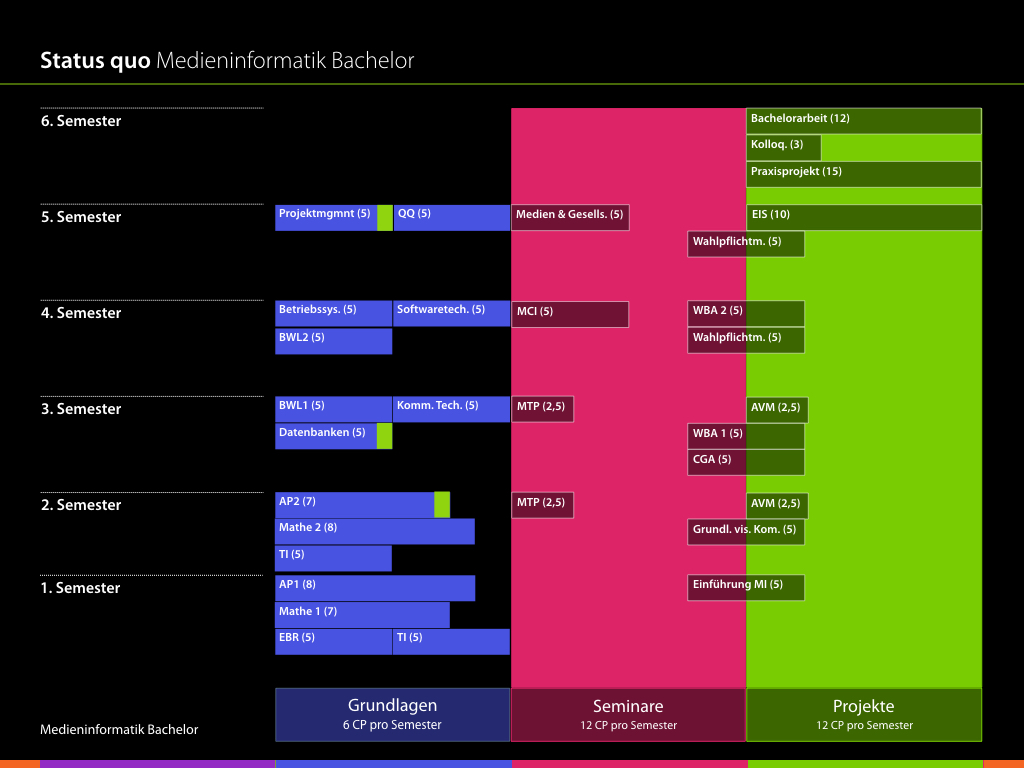 Status quo Medieninformatik Bachelor
6. Semester
Bachelorarbeit (12)
Kolloq. (3)
Praxisprojekt (15)
5. Semester
Projektmgmnt (5)
QQ (5)
Medien & Gesells. (5)
EIS (10)
Wahlpflichtm. (5)
4. Semester
Betriebssys. (5)
Softwaretech. (5)
MCI (5)
WBA 2 (5)
BWL2 (5)
Wahlpflichtm. (5)
3. Semester
BWL1 (5)
Komm. Tech. (5)
MTP (2,5)
AVM (2,5)
Datenbanken (5)
WBA 1 (5)
CGA (5)
2. Semester
AP2 (7)
MTP (2,5)
AVM (2,5)
Mathe 2 (8)
Grundl. vis. Kom. (5)
TI (5)
1. Semester
AP1 (8)
Einführung MI (5)
Mathe 1 (7)
EBR (5)
TI (5)
Grundlagen
6 CP pro Semester
Seminare
12 CP pro Semester
Projekte
12 CP pro Semester
Medieninformatik Bachelor